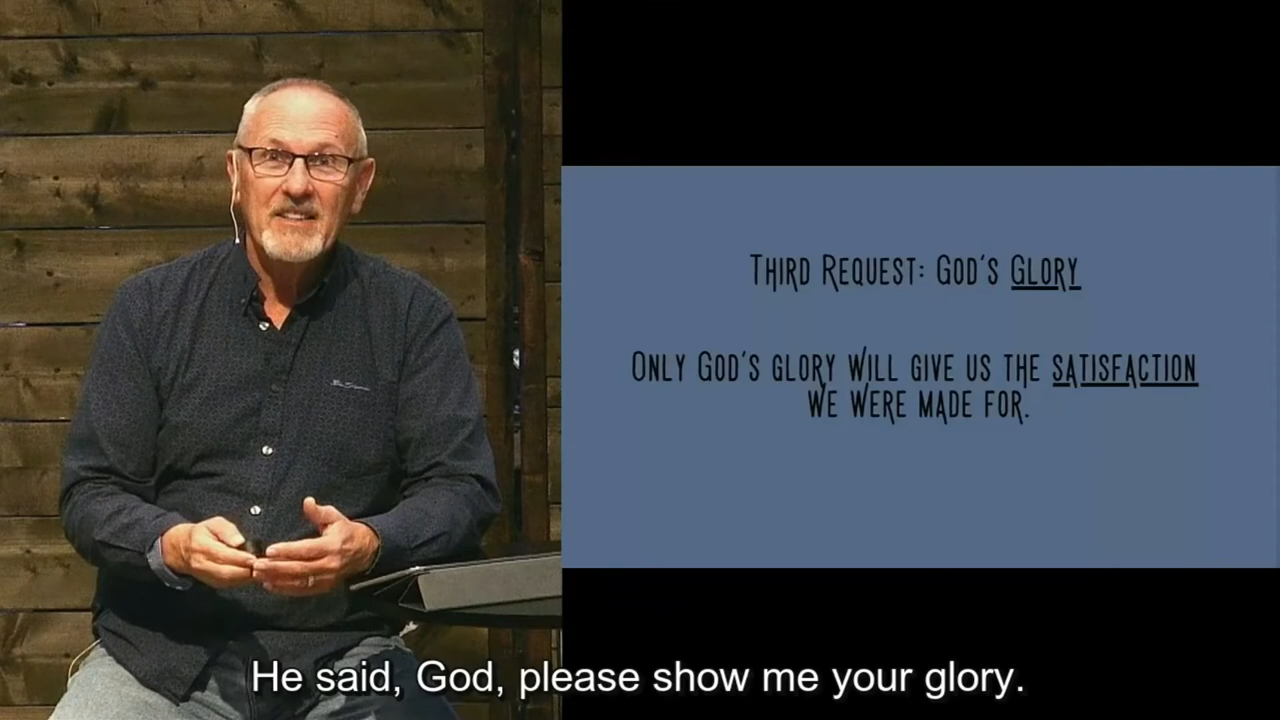 Third Request: God's Glory
Only God's glory will give us the satisfaction
we were made for.
He said, God, please show me your glory.